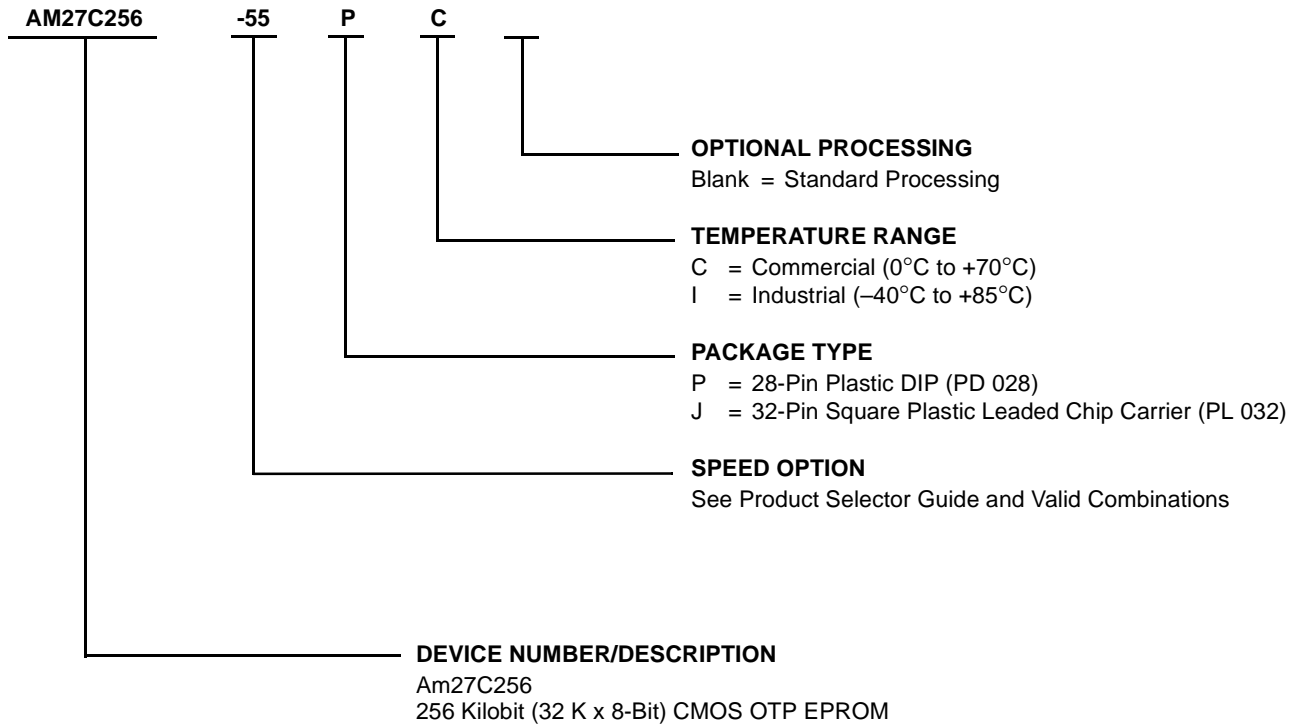 AM27C256 -55 P C
OPTIONAL PROCESSING
Blank = Standard Processing
TEMPERATURE RANGE
C = Commercial (0°C to +70°C)
I = Industrial (–40°C to +85°C)
PACKAGE TYPE
P = 28-Pin Plastic DIP (PD 028)
J = 32-Pin Square Plastic Leaded Chip Carrier (PL 032)
SPEED OPTION
See Product Selector Guide and Valid Combinations
DEVICE NUMBER/DESCRIPTION
Am27C256
256 Kilobit (32 K x 8-Bit) CMOS OTP EPROM